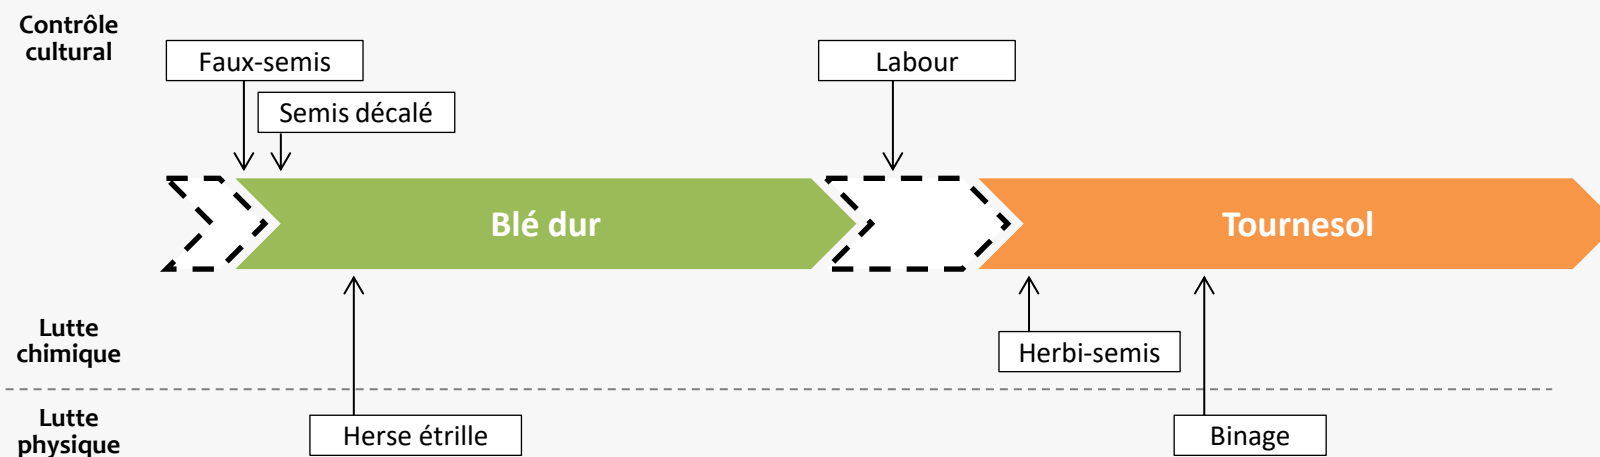 Contrôle
cultural
Faux-semis
Labour
Semis décalé
Blé dur
Tournesol
Lutte
chimique
Herbi-semis
Lutte
physique
Herse étrille
Binage